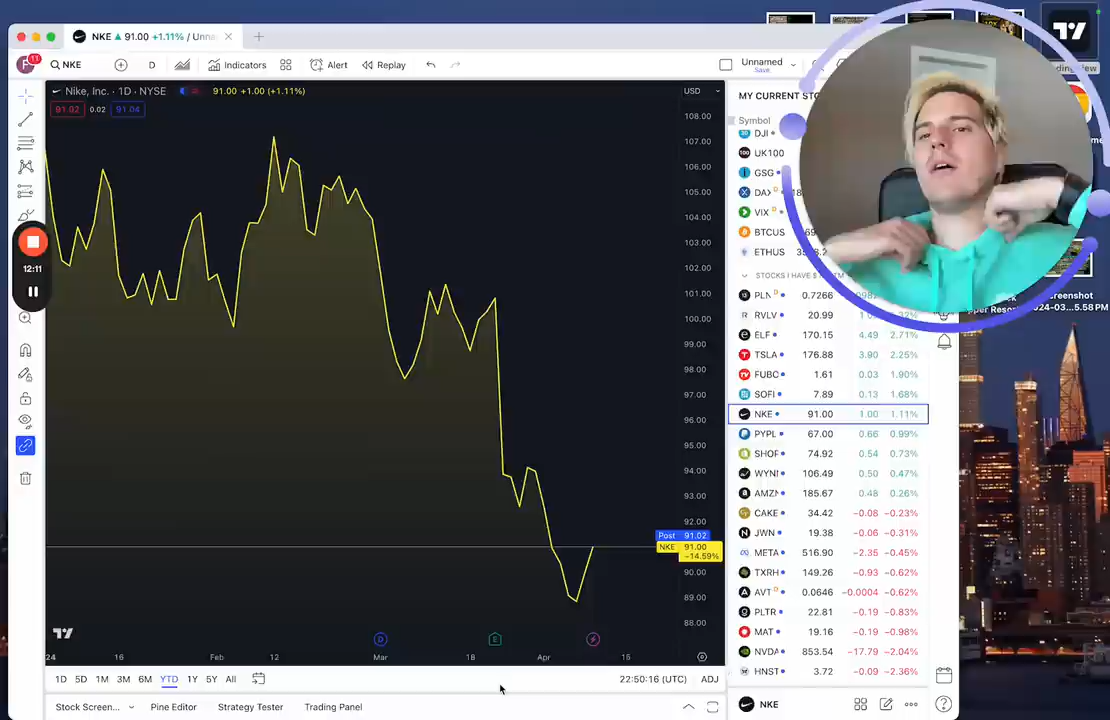 NKE ▲ 91.00 +1.11% / Unna
11
NKE
D
Indicators
Alert
Replay
Unnamed
Save
Nike, Inc. · 1D · NYSE
91.00 +1.00 (+1.11%)
91.02 0.02 91.04
USD
108.00
107.00
106.00
105.00
104.00
103.00
102.00
101.00
100.00
99.00
98.00
97.00
96.00
95.00
94.00
93.00
92.00
Post 91.02
NKE 91.00
−14.59%
90.00
89.00
88.00
12:11
D
E
24 16 Feb 12 Mar 18 Apr 15
1D 5D 1M 3M 6M YTD 1Y 5Y All
22:50:16 (UTC) ADJ
Stock Screen...
Pine Editor
Strategy Tester
Trading Panel
Symbol
DJI
UK100
GSG
DAX
VIX
BTCUS
ETHUS
PLN 0.7266
RVLV 20.99
ELF 170.15 4.49 2.71%
TSLA 176.88 3.90 2.25%
FUBO 1.61 0.03 1.90%
SOFI 7.89 0.13 1.68%
NKE 91.00 1.00 1.11%
PYPL 67.00 0.66 0.99%
SHOP 74.92 0.54 0.73%
WYNN 106.49 0.50 0.47%
AMZN 185.67 0.48 0.26%
CAKE 34.42 −0.08 −0.23%
JWN 19.38 −0.06 −0.31%
META 516.90 −2.35 −0.45%
TXRH 149.26 −0.93 −0.62%
AVT 0.0646 −0.0004 −0.62%
PLTR 22.81 −0.19 −0.83%
MAT 19.16 −0.19 −0.98%
NVDA 853.54 −17.79 −2.04%
HNST 3.72 −0.09 −2.36%
NKE